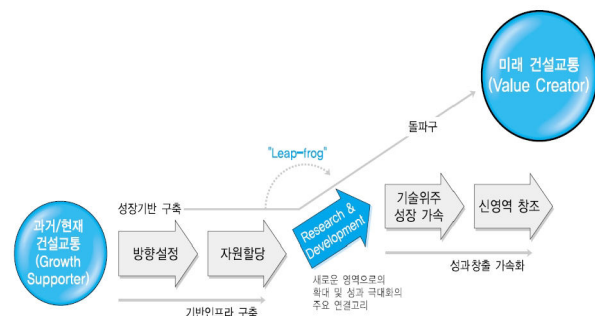 미래 건설교통
(Value Creator)
돌파구
"Leap-frog"
성장기반 구축
과거/현재
건설교통
(Growth
Supporter)
방향설정
자원할당
Research &
Development
기술위주
성장 가속
신영역 창조
새로운 영역으로의
확대 및 성과 극대화의
주요 연결고리
성과창출 가속화
기반인프라 구축